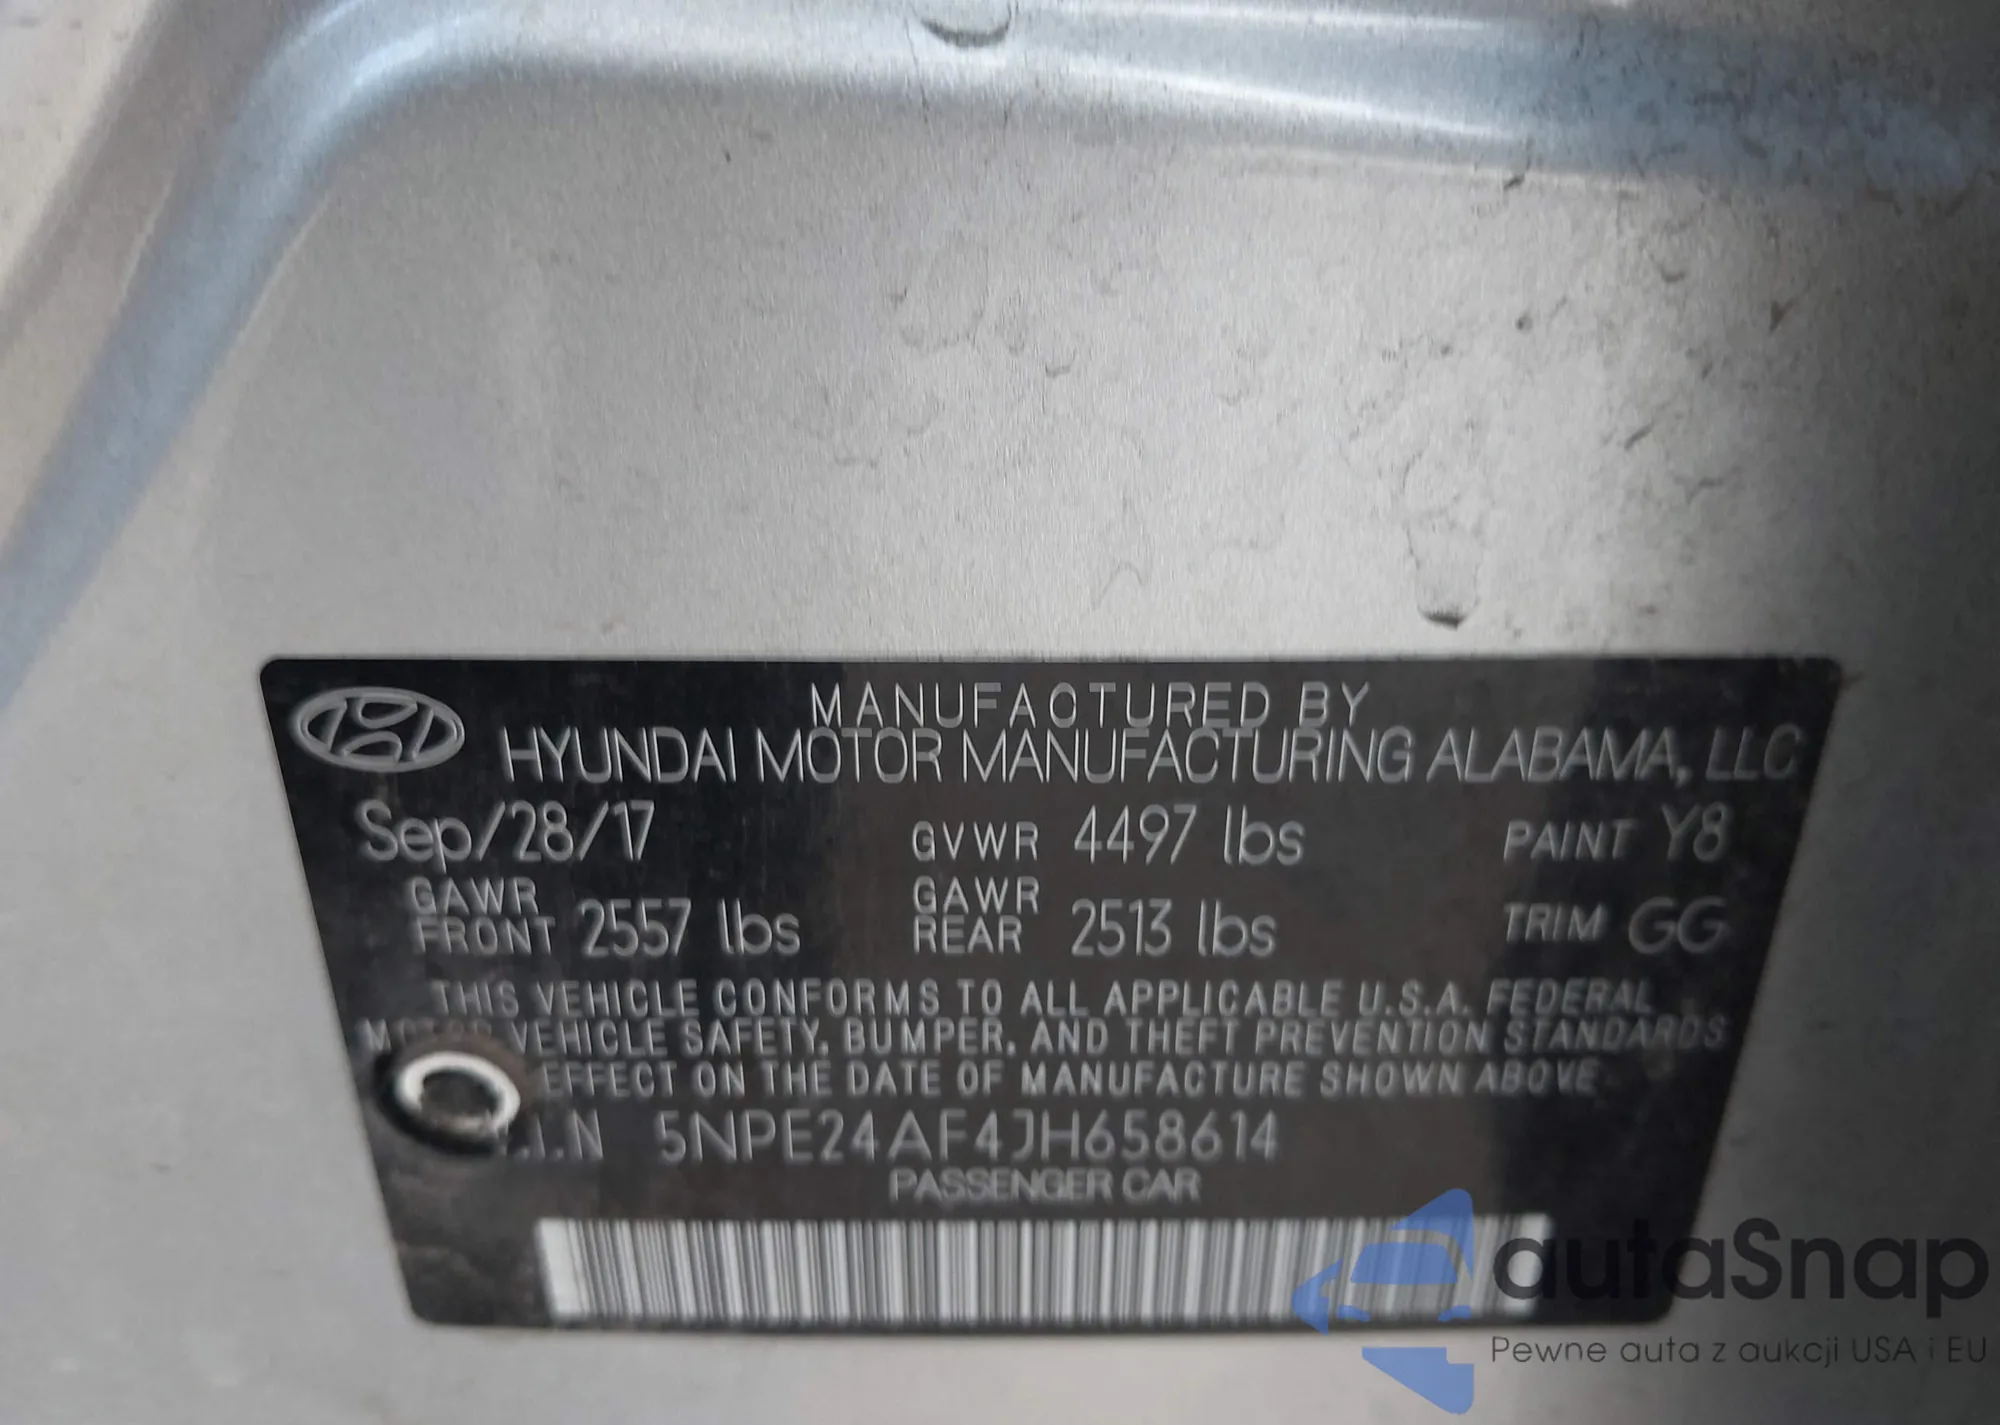 MANUFACTURED BY
HYUNDAI MOTOR MANUFACTURING ALABAMA, LLC
Sep/28/17 GVWR 4497 lbs PAINT Y8
GAWR FRONT 2557 lbs GAWR REAR 2513 lbs TRIM GG
THIS VEHICLE CONFORMS TO ALL APPLICABLE U.S.A. FEDERAL
VEHICLE SAFETY, BUMPER, AND THEFT PREVENTION STANDARDS
EFFECT ON THE DATE OF MANUFACTURE SHOWN ABOVE
5NPE24AF4JH658614
PASSENGER CAR
autaSnap
Pewne auta z aukcji USA i EU